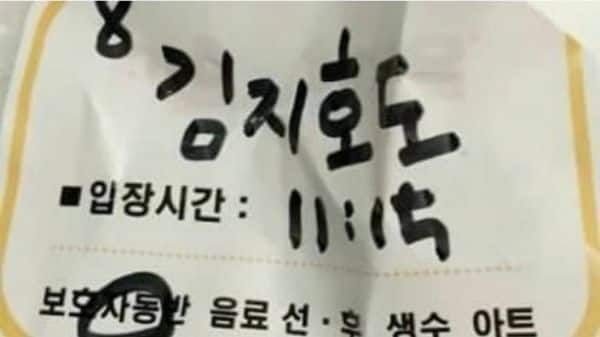 8
김지호도
■입장시간 : 11:15
보호자동반 음료 선·후 생수 아트